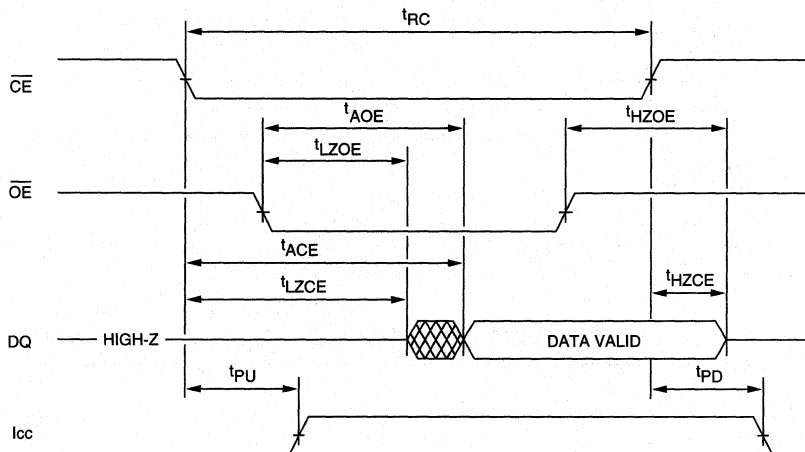 tRC
CE
tAOE
tHZOE
tLZOE
OE
tACE
tLZCE
tHZCE
DQ HIGH-Z DATA VALID
tPU tPD
Icc